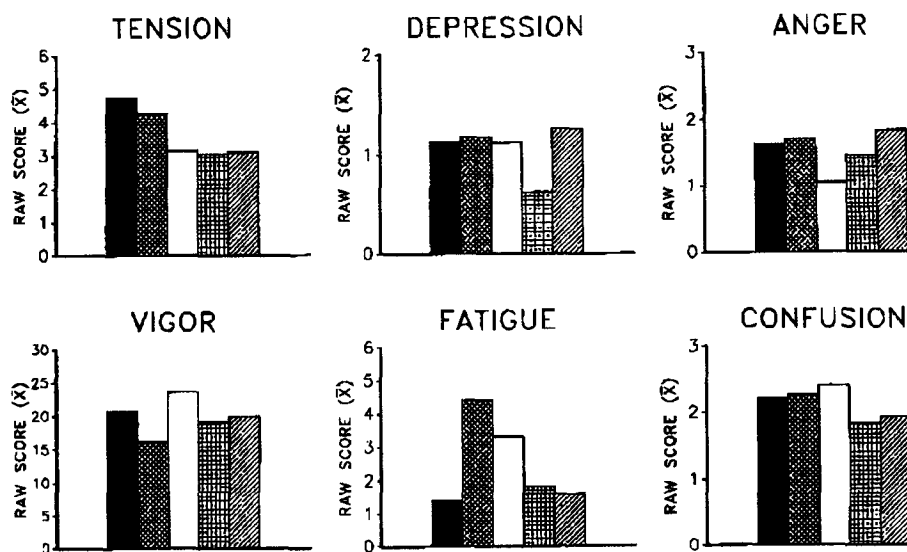 TENSION
RAW SCORE (X̄)
6
5
4
3
2
1
0
DEPRESSION
RAW SCORE (X̄)
2
1
0
ANGER
RAW SCORE (X̄)
3
2
1
0
VIGOR
RAW SCORE (X̄)
30
25
20
15
10
5
0
FATIGUE
RAW SCORE (X̄)
6
5
4
3
2
1
0
CONFUSION
RAW SCORE (X̄)
3
2
1
0